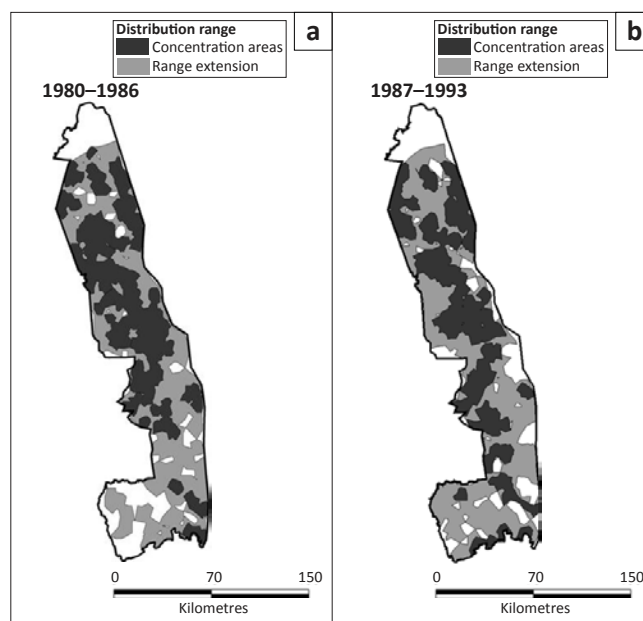 Distribution range
Concentration areas
Range extension
a
1980–1986
0 70 150
Kilometres
Distribution range
Concentration areas
Range extension
b
1987–1993
0 70 150
Kilometres